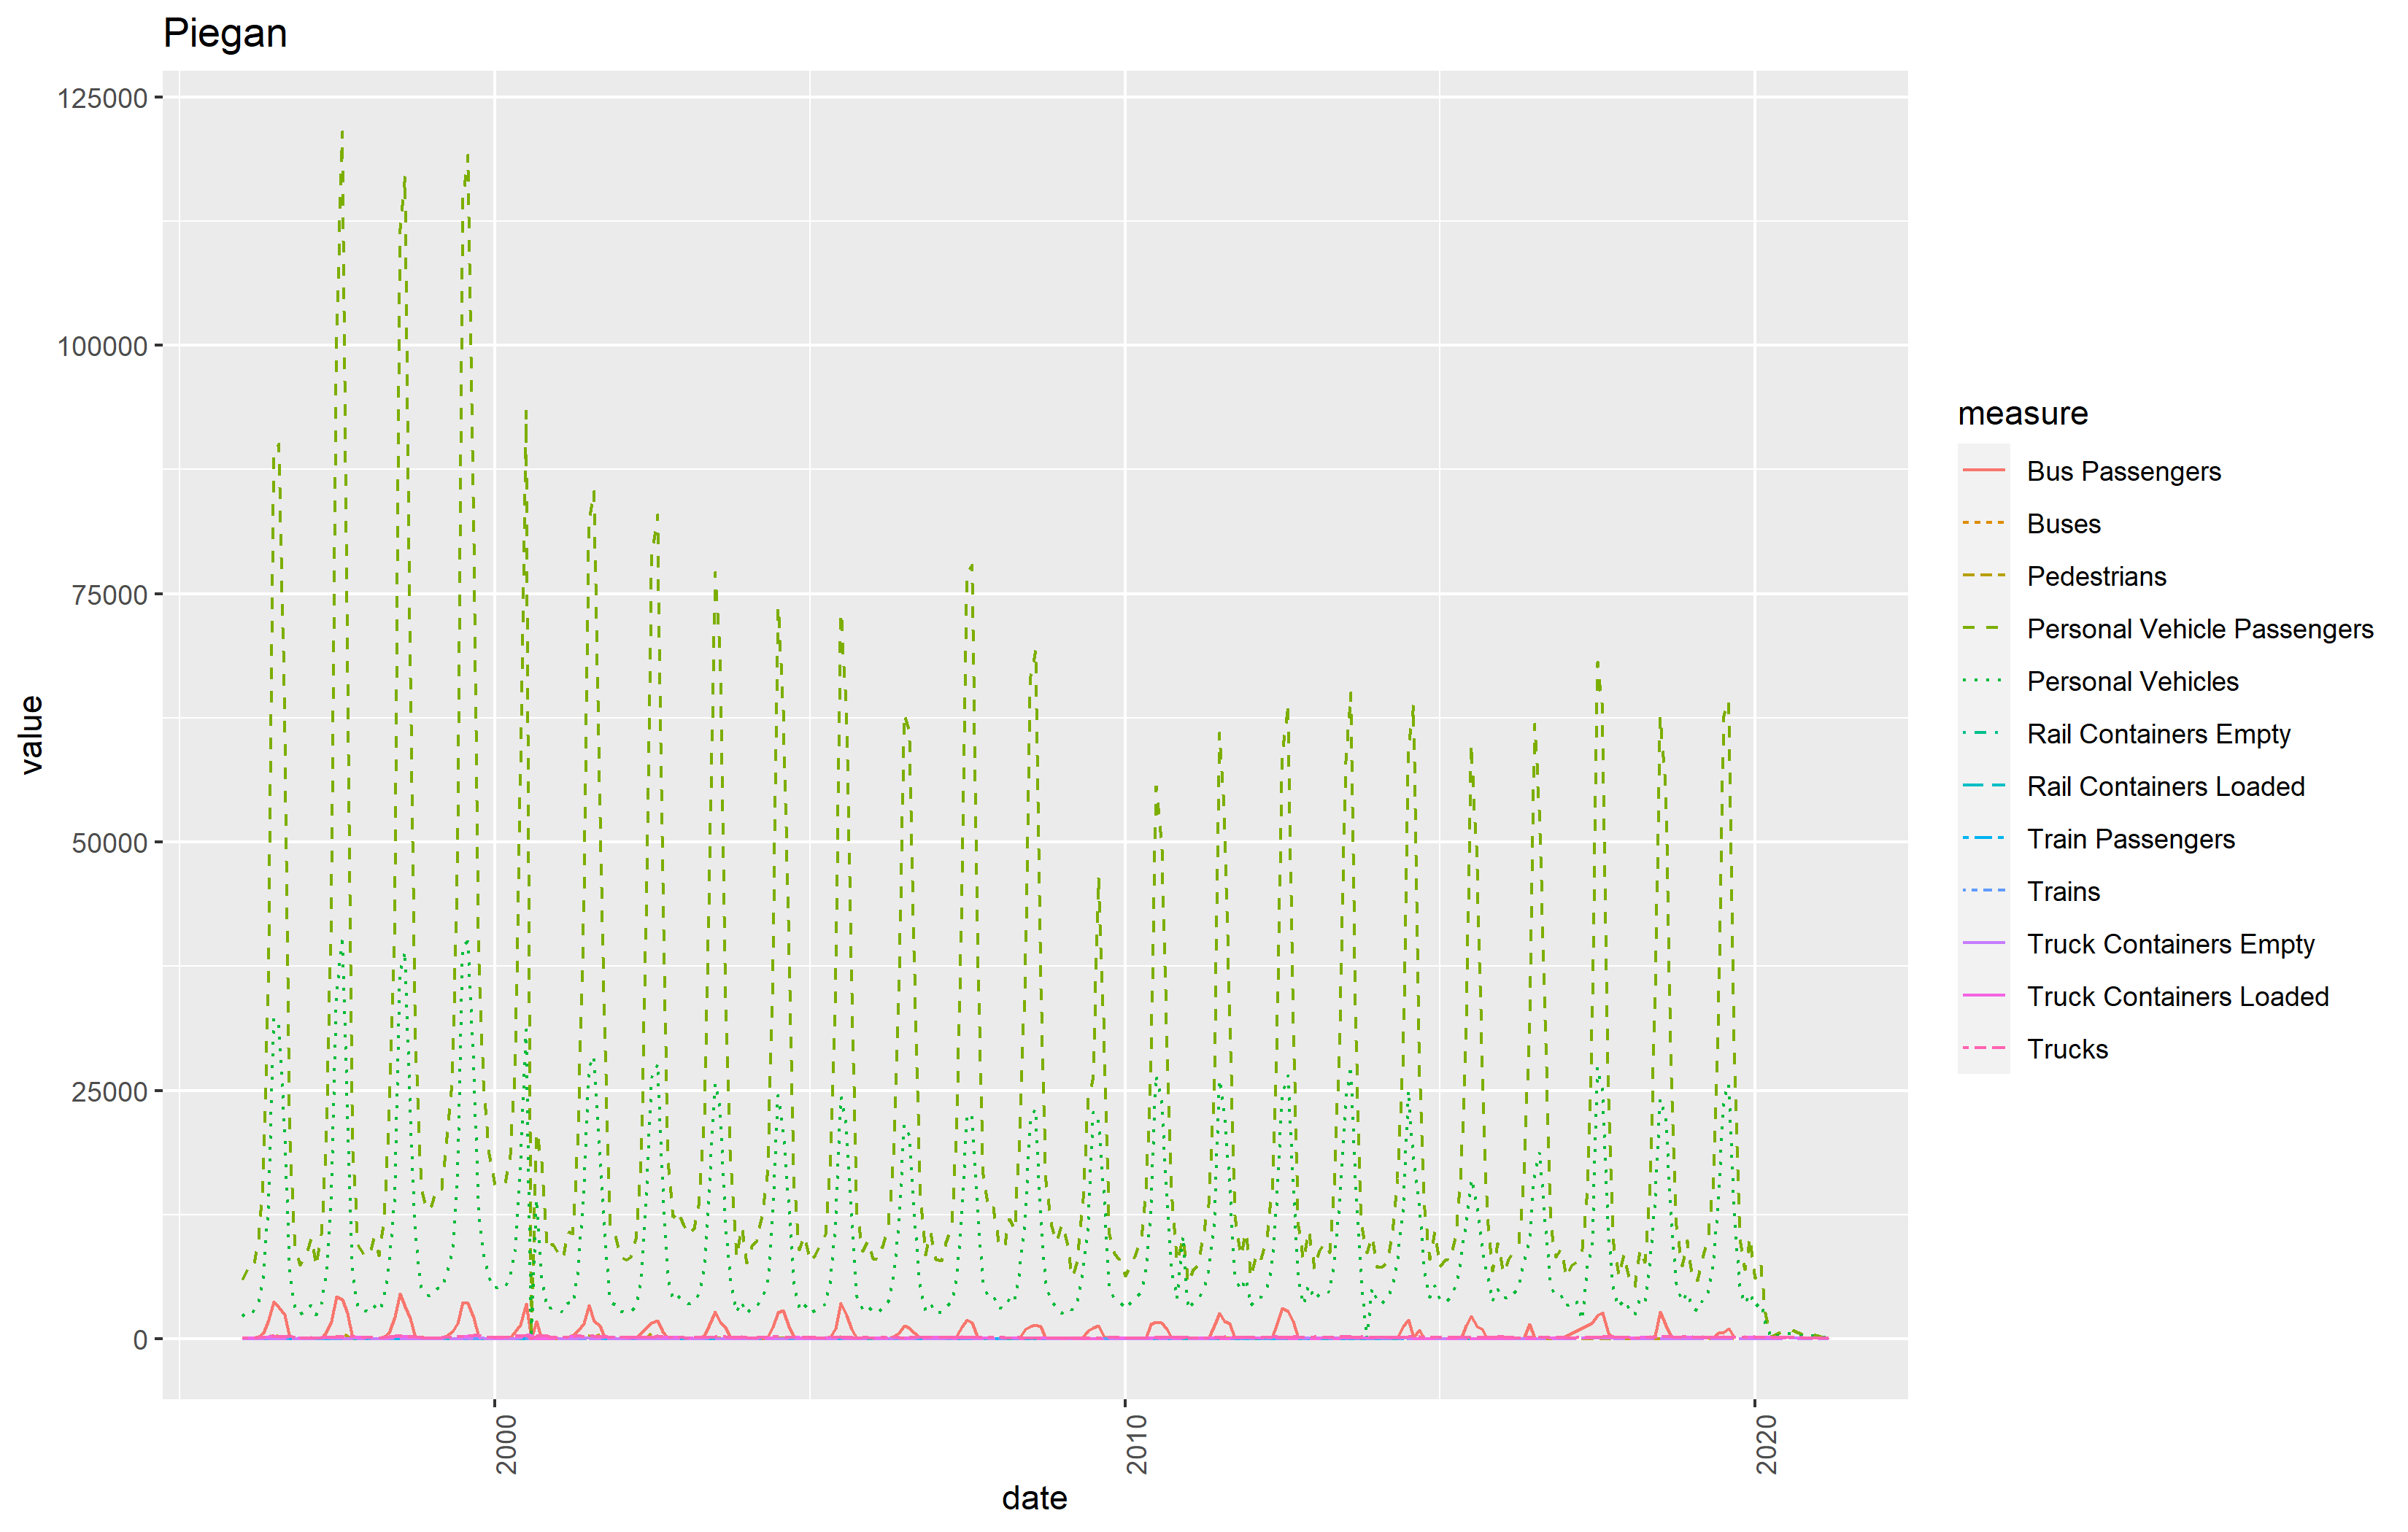 Piegan
125000
100000
75000
50000
25000
0
value
2000
2010
2020
date
measure
Bus Passengers
Buses
Pedestrians
Personal Vehicle Passengers
Personal Vehicles
Rail Containers Empty
Rail Containers Loaded
Train Passengers
Trains
Truck Containers Empty
Truck Containers Loaded
Trucks